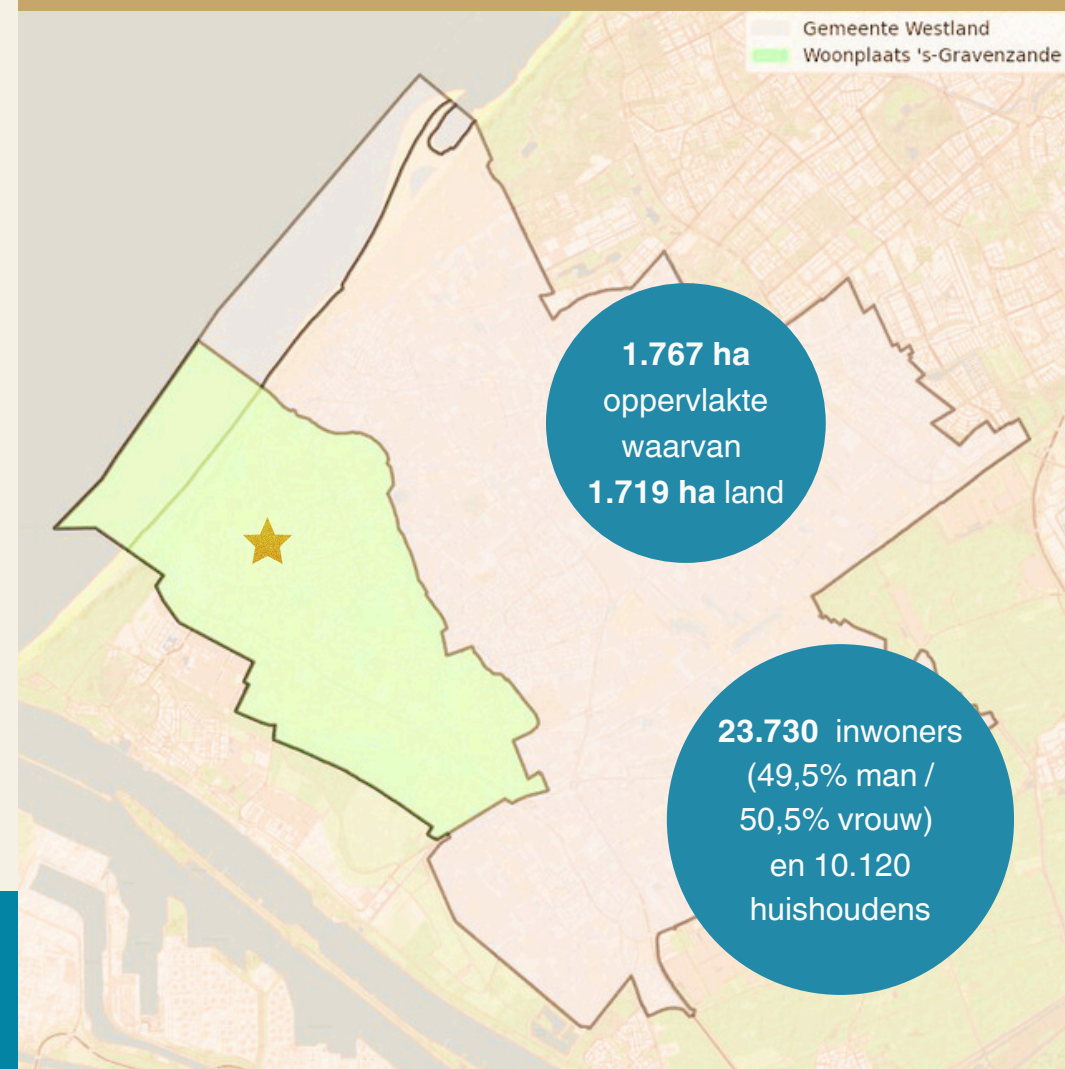 Gemeente Westland
Woonplaats 's-Gravenzande
1.767 ha
oppervlakte
waarvan
1.719 ha land
23.730 inwoners
(49,5% man /
50,5% vrouw)
en 10.120
huishoudens